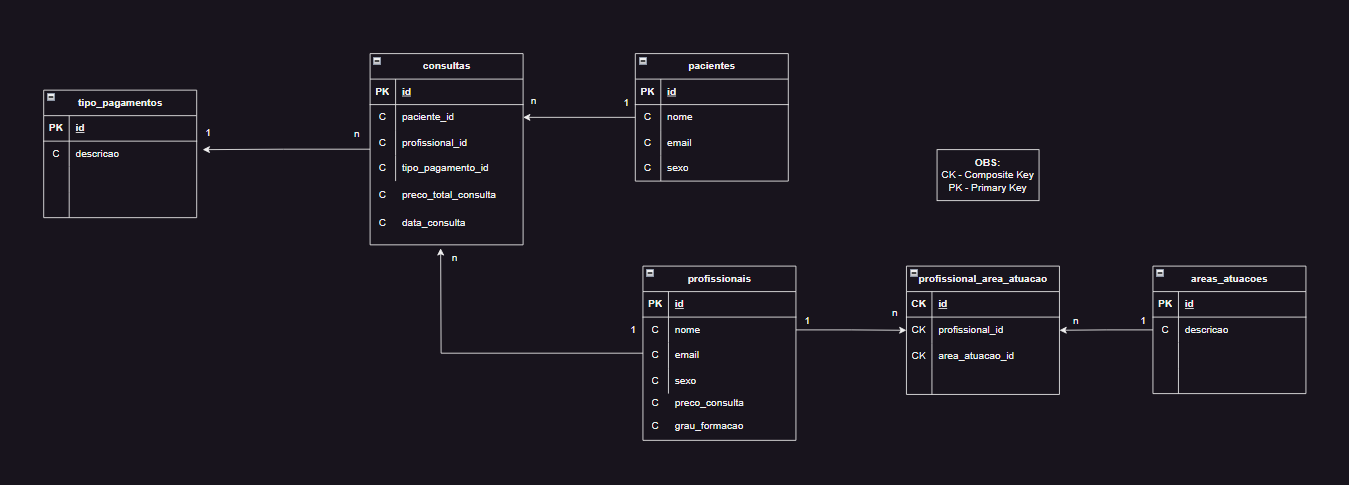 tipo_pagamentos
PK id
C descricao
1
n
consultas
PK id
C paciente_id
C profissional_id
C tipo_pagamento_id
C preco_total_consulta
C data_consulta
n
1
pacientes
PK id
C nome
C email
C sexo
OBS:
CK - Composite Key
PK - Primary Key
n
1
profissionais
PK id
C nome
C email
C sexo
C preco_consulta
C grau_formacao
1
n
profissional_area_atuacao
CK id
CK profissional_id
CK area_atuacao_id
n
1
areas_atuacoes
PK id
C descricao